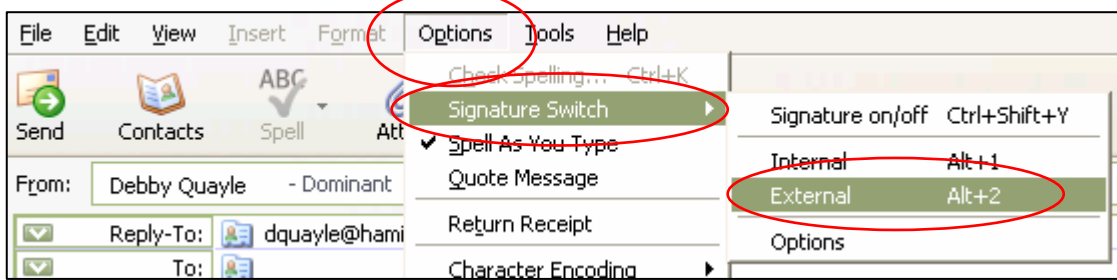 File Edit View Insert Format Options Tools Help
Check Spelling... Ctrl+K
ABC
Signature Switch
Signature on/off Ctrl+Shift+Y
Send Contacts Spell Att
Spell As You Type
Internal Alt+1
From: Debby Quayle - Dominant
Quote Message
External Alt+2
Reply-To: dquayle@hami
Return Receipt
Options
To:
Character Encoding